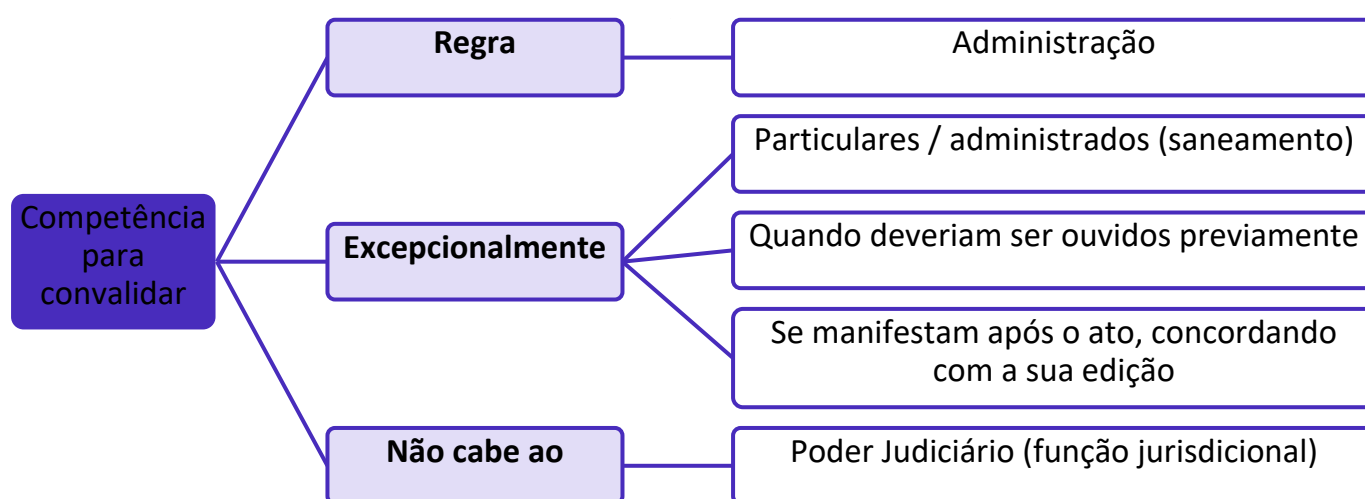 Competência
para
convalidar
Regra
Administração
Excepcionalmente
Particulares / administrados (saneamento)
Quando deveriam ser ouvidos previamente
Se manifestam após o ato, concordando
com a sua edição
Não cabe ao
Poder Judiciário (função jurisdicional)